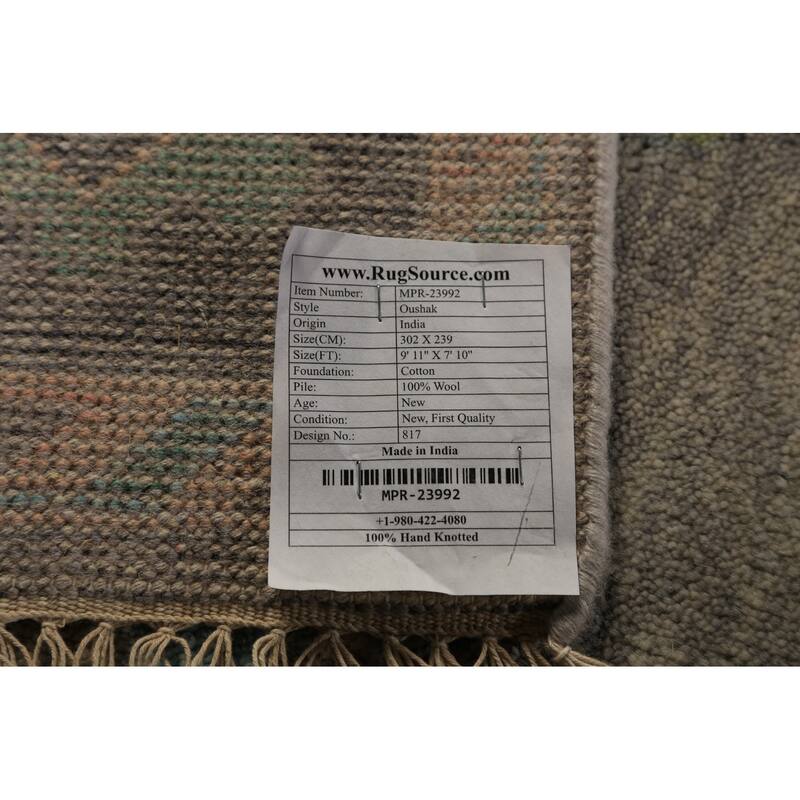 www.RugSource.com
Item Number: MPR-23992
Style Oushak
Origin India
Size(CM): 302 X 239
Size(FT): 9' 11" X 7' 10"
Foundation: Cotton
Pile: 100% Wool
Age: New
Condition: New, First Quality
Design No.: 817
Made in India
MPR-23992
+1-980-422-4080
100% Hand Knotted